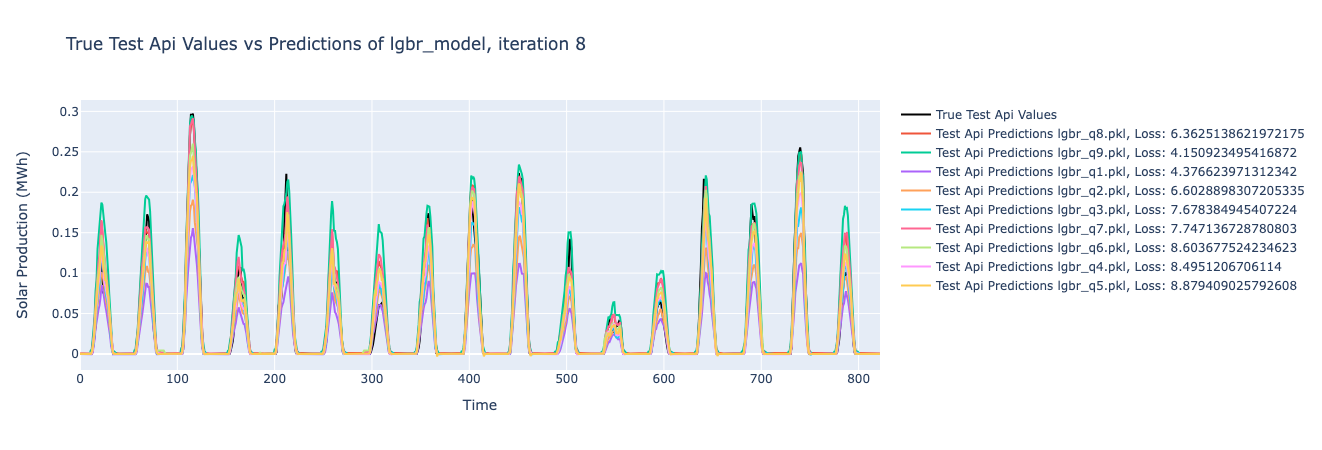 True Test Api Values vs Predictions of lgbr_model, iteration 8
Solar Production (MWh)
0.3
0.25
0.2
0.15
0.1
0.05
0
0 100 200 300 400 500 600 700 800
Time
True Test Api Values
Test Api Predictions lgbr_q8.pkl, Loss: 6.3625138621972175
Test Api Predictions lgbr_q9.pkl, Loss: 4.150923495416872
Test Api Predictions lgbr_q1.pkl, Loss: 4.376623971312342
Test Api Predictions lgbr_q2.pkl, Loss: 6.6028898307205335
Test Api Predictions lgbr_q3.pkl, Loss: 7.678384945407224
Test Api Predictions lgbr_q7.pkl, Loss: 7.747136728780803
Test Api Predictions lgbr_q6.pkl, Loss: 8.603677524234623
Test Api Predictions lgbr_q4.pkl, Loss: 8.4951206706114
Test Api Predictions lgbr_q5.pkl, Loss: 8.879409025792608